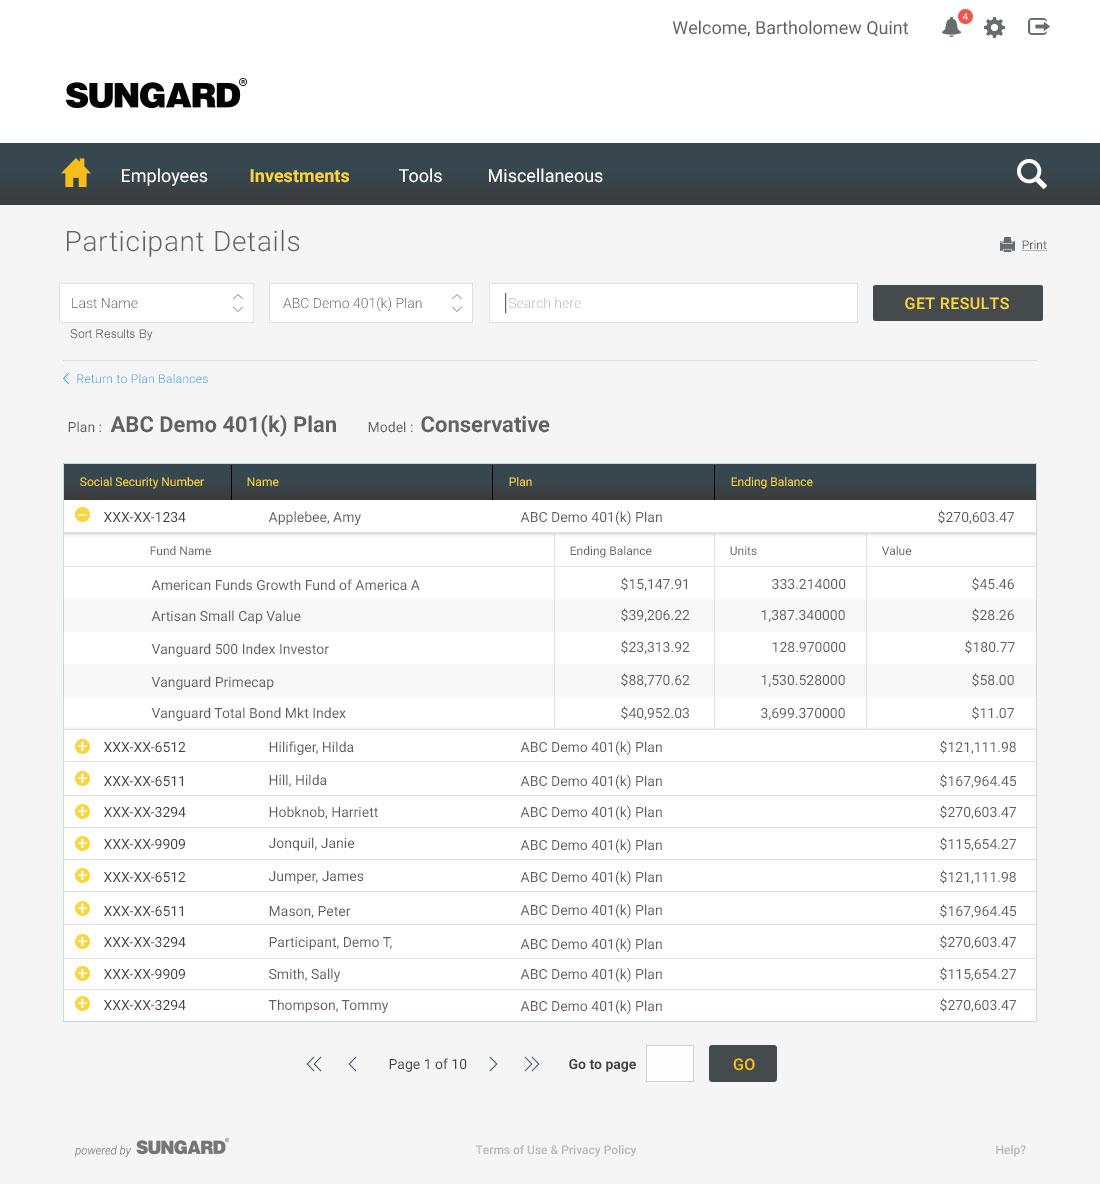 Welcome, Bartholomew Quint 4
SUNGARD®
Employees Investments Tools Miscellaneous
Participant Details Print
Last Name ABC Demo 401(k) Plan Search here GET RESULTS
Sort Results By
Return to Plan Balances
Plan : ABC Demo 401(k) Plan Model : Conservative
Social Security Number Name Plan Ending Balance
XXX-XX-1234 Applebee, Amy ABC Demo 401(k) Plan $270,603.47
Fund Name Ending Balance Units Value
American Funds Growth Fund of America A $15,147.91 333.214000 $45.46
Artisan Small Cap Value $39,206.22 1,387.340000 $28.26
Vanguard 500 Index Investor $23,313.92 128.970000 $180.77
Vanguard Primecap $88,770.62 1,530.528000 $58.00
Vanguard Total Bond Mkt Index $40,952.03 3,699.370000 $11.07
XXX-XX-6512 Hilifiger, Hilda ABC Demo 401(k) Plan $121,111.98
XXX-XX-6511 Hill, Hilda ABC Demo 401(k) Plan $167,964.45
XXX-XX-3294 Hobknob, Harriett ABC Demo 401(k) Plan $270,603.47
XXX-XX-9909 Jonquil, Janie ABC Demo 401(k) Plan $115,654.27
XXX-XX-6512 Jumper, James ABC Demo 401(k) Plan $121,111.98
XXX-XX-6511 Mason, Peter ABC Demo 401(k) Plan $167,964.45
XXX-XX-3294 Participant, Demo T, ABC Demo 401(k) Plan $270,603.47
XXX-XX-9909 Smith, Sally ABC Demo 401(k) Plan $115,654.27
XXX-XX-3294 Thompson, Tommy ABC Demo 401(k) Plan $270,603.47
Page 1 of 10 Go to page GO
powered by SUNGARD® Terms of Use & Privacy Policy Help?